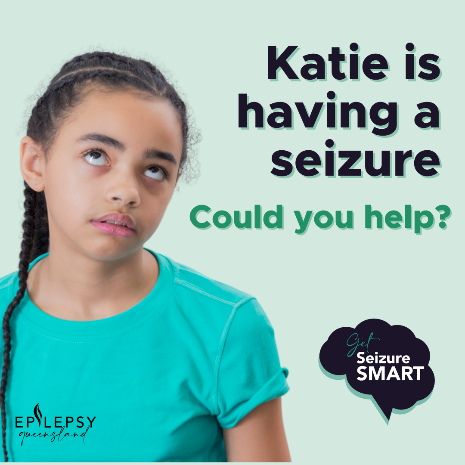 Katie is
having a
seizure
Could you help?
Get
Seizure
SMART
EPILEPSY
queensland